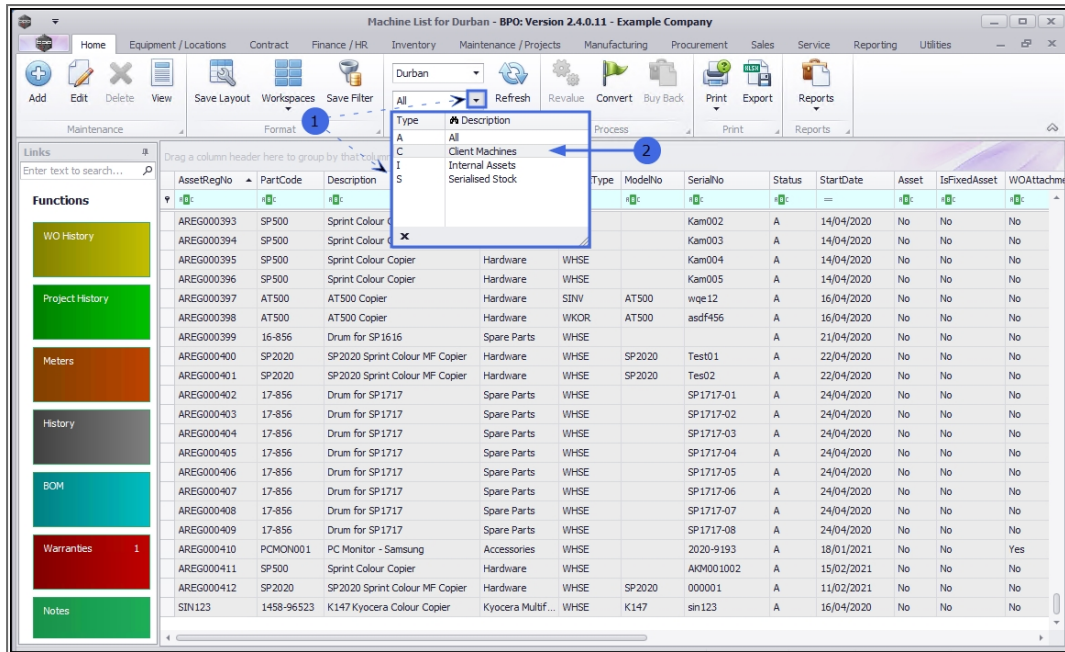 Machine List for Durban - BPO: Version 2.4.0.11 - Example Company
Home Equipment / Locations Contract Finance / HR Inventory Maintenance / Projects Manufacturing Procurement Sales Service Reporting Utilities
Durban
Add Edit Delete View Save Layout Workspaces Save Filter All Refresh Revalue Convert Buy Back Print Export Reports
Maintenance Format Process Print Reports
1
2
Type Description
A All
C Client Machines
I Internal Assets
S Serialised Stock
Links
Enter text to search...
Functions
WO History
Project History
Meters
History
BOM
Warranties 1
Notes
Drag a column header here to group by that column
AssetRegNo PartCode Description Type ModelNo SerialNo Status StartDate Asset IsFixedAsset WOAttachme
AREG000393 SP500 Sprint Colour Kam002 A 14/04/2020 No No No
AREG000394 SP500 Sprint Colour Kam003 A 14/04/2020 No No No
AREG000395 SP500 Sprint Colour Copier Hardware WHSE Kam004 A 14/04/2020 No No No
AREG000396 SP500 Sprint Colour Copier Hardware WHSE Kam005 A 14/04/2020 No No No
AREG000397 AT500 AT500 Copier Hardware SINV AT500 wqe12 A 16/04/2020 No No No
AREG000398 AT500 AT500 Copier Hardware WKOR AT500 asdf456 A 16/04/2020 No No No
AREG000399 16-856 Drum for SP1616 Spare Parts WHSE A 21/04/2020 No No No
AREG000400 SP2020 SP2020 Sprint Colour MF Copier Hardware WHSE SP2020 Test01 A 22/04/2020 No No No
AREG000401 SP2020 SP2020 Sprint Colour MF Copier Hardware WHSE SP2020 Tes02 A 22/04/2020 No No No
AREG000402 17-856 Drum for SP1717 Spare Parts WHSE SP1717-01 A 24/04/2020 No No No
AREG000403 17-856 Drum for SP1717 Spare Parts WHSE SP1717-02 A 24/04/2020 No No No
AREG000404 17-856 Drum for SP1717 Spare Parts WHSE SP1717-03 A 24/04/2020 No No No
AREG000405 17-856 Drum for SP1717 Spare Parts WHSE SP1717-04 A 24/04/2020 No No No
AREG000406 17-856 Drum for SP1717 Spare Parts WHSE SP1717-05 A 24/04/2020 No No No
AREG000407 17-856 Drum for SP1717 Spare Parts WHSE SP1717-06 A 24/04/2020 No No No
AREG000408 17-856 Drum for SP1717 Spare Parts WHSE SP1717-07 A 24/04/2020 No No No
AREG000409 17-856 Drum for SP1717 Spare Parts WHSE SP1717-08 A 24/04/2020 No No No
AREG000410 PCMON001 PC Monitor - Samsung Accessories WHSE 2020-9193 A 18/01/2021 No No Yes
AREG000411 SP500 Sprint Colour Copier Hardware WHSE AKM001002 A 15/02/2021 No No No
AREG000412 SP2020 SP2020 Sprint Colour MF Copier Hardware WHSE SP2020 000001 A 11/02/2021 No No No
SIN123 1458-96523 K147 Kyocera Colour Copier Kyocera Multif... WHSE K147 sin123 A 16/04/2020 No No No